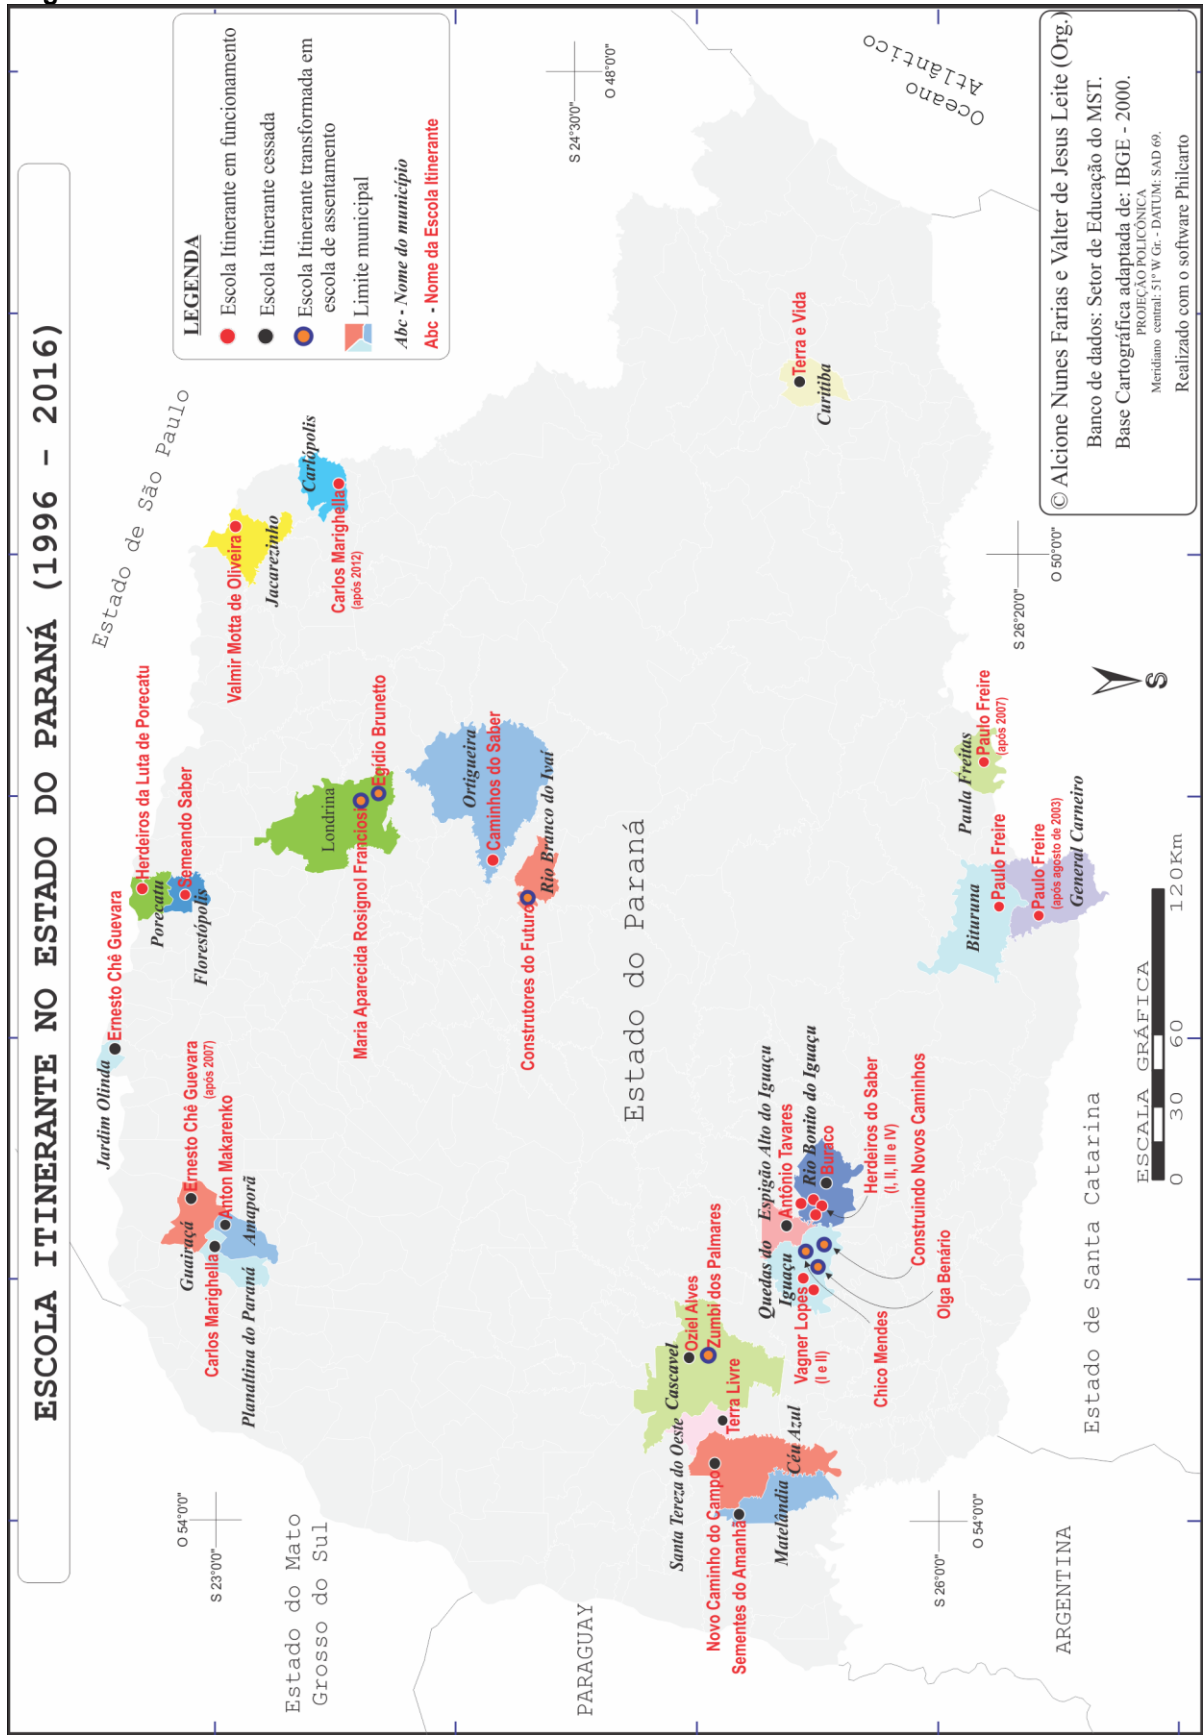 ESCOLA ITINERANTE NO ESTADO DO PARANÁ (1996 - 2016)
LEGENDA
Escola Itinerante em funcionamento
Escola Itinerante cessada
Escola Itinerante transformada em
escola de assentamento
Limite municipal
Abc - Nome do município
Abc - Nome da Escola Itinerante
Estado de São Paulo
Estado do Mato
Grosso do Sul
PARAGUAY
ARGENTINA
Estado de Santa Catarina
Estado do Paraná
Oceano
Atlântico
O 54°0'0"
S 23°0'0"
S 24°30'0"
O 48°0'0"
S 26°0'0"
O 54°0'0"
S 26°20'0"
O 50°0'0"
Jardim Olinda
Ernesto Chê Guevara
Guairaçá
Ernesto Chê Guevara
(após 2007)
Carlos Marighella
Anton Makarenko
Planaltina do Paraná
Amaporã
Porecatu
Herdeiros da Luta de Porecatu
Florestópolis
Semeando Saber
Valmir Motta de Oliveira
Jacarezinho
Carlópolis
Carlos Marighella
(após 2012)
Londrina
Maria Aparecida Rosignol Franciosi
Egídio Brunetto
Ortigueira
Caminhos do Saber
Construtores do Futuro
Rio Branco do Ivaí
Terra e Vida
Curitiba
Santa Tereza do Oeste
Cascavel
Oziel Alves
Zumbi dos Palmares
Terra Livre
Novo Caminho do Campo
Sementes do Amanhã
Matelândia
Céu Azul
Quedas do
Iguaçu
Espigão Alto do Iguaçu
Antônio Tavares
Rio Bonito do Iguaçu
Buraco
Vagner Lopes
(I e II)
Herdeiros do Saber
(I, II, III e IV)
Chico Mendes
Construindo Novos Caminhos
Olga Benário
Bituruna
Paulo Freire
Paulo Freire
(após agosto de 2003)
General Carneiro
Paula Freitas
Paulo Freire
(após 2007)
S
ESCALA GRÁFICA
0 30 60 120Km
© Alcione Nunes Farias e Valter de Jesus Leite (Org.)
Banco de dados: Setor de Educação do MST.
Base Cartográfica adaptada de: IBGE - 2000.
PROJEÇÃO POLICÔNICA
Meridiano central: 51° W Gr. - DATUM: SAD 69.
Realizado com o software Philcarto